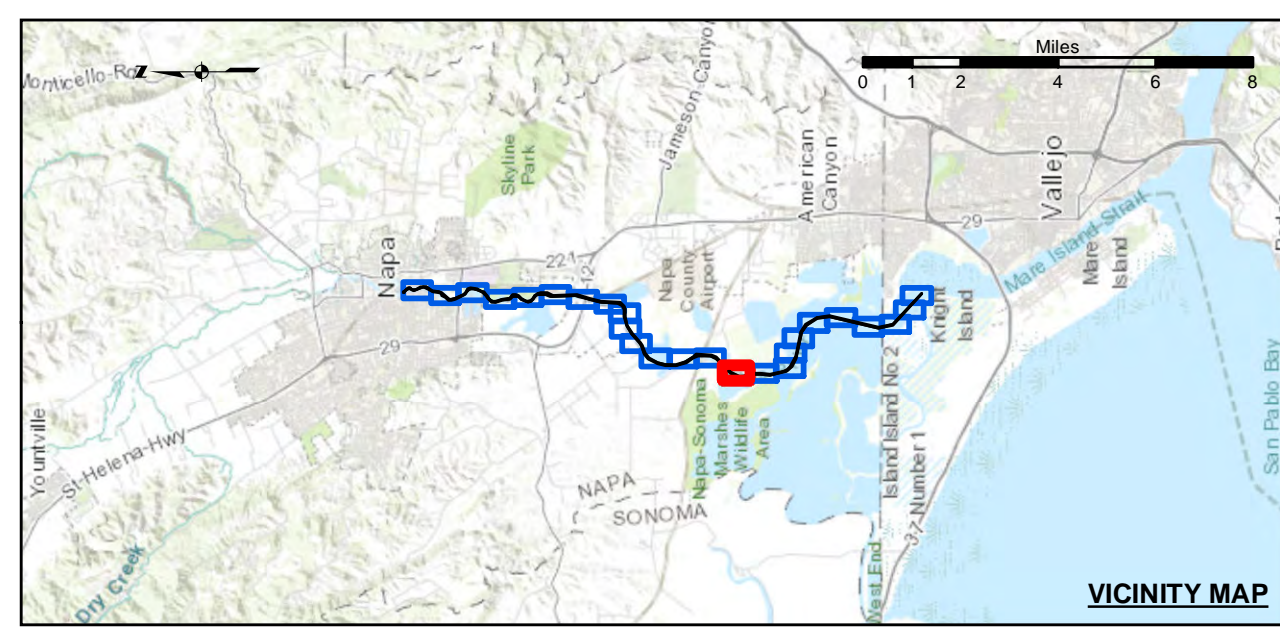 Monticello-Ro
Z
Miles
0 1 2 4 6 8
Jameson-Canyo
Skyline
Park
American
Canyon
Vallejo
29
Mare Island-Strait
Mare
Island
221
12
Napa
Napa
County
Airport
Knight
Island
29
Napa-Sonoma
Marshes
Wildlife
Area
Island Island No 2
37-Number 1
San Pablo Bay
Yountville
St-Helena-Hwy
NAPA
SONOMA
West End
Dry Creek
VICINITY MAP